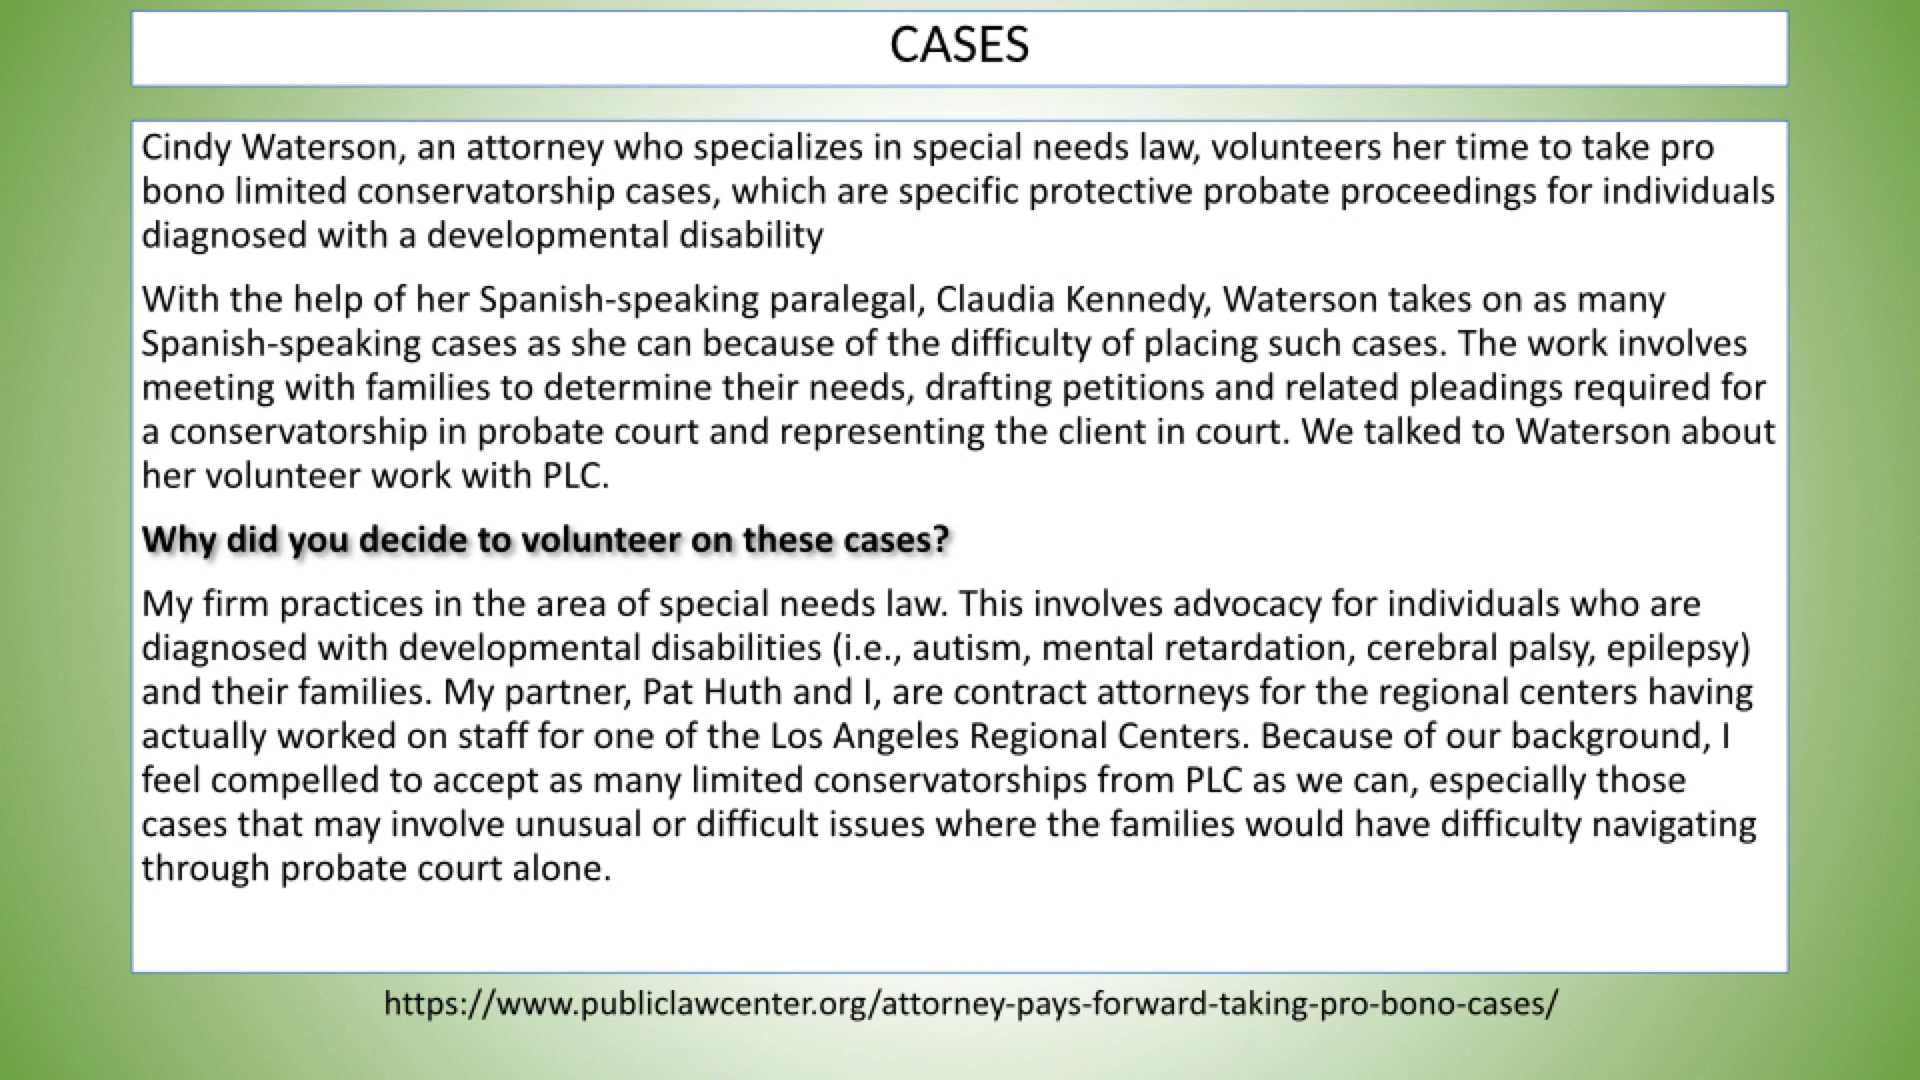 CASES
Cindy Waterson, an attorney who specializes in special needs law, volunteers her time to take pro
bono limited conservatorship cases, which are specific protective probate proceedings for individuals
diagnosed with a developmental disability
With the help of her Spanish-speaking paralegal, Claudia Kennedy, Waterson takes on as many
Spanish-speaking cases as she can because of the difficulty of placing such cases. The work involves
meeting with families to determine their needs, drafting petitions and related pleadings required for
a conservatorship in probate court and representing the client in court. We talked to Waterson about
her volunteer work with PLC.
Why did you decide to volunteer on these cases?
My firm practices in the area of special needs law. This involves advocacy for individuals who are
diagnosed with developmental disabilities (i.e., autism, mental retardation, cerebral palsy, epilepsy)
and their families. My partner, Pat Huth and I, are contract attorneys for the regional centers having
actually worked on staff for one of the Los Angeles Regional Centers. Because of our background, I
feel compelled to accept as many limited conservatorships from PLC as we can, especially those
cases that may involve unusual or difficult issues where the families would have difficulty navigating
through probate court alone.
https://www.publiclawcenter.org/attorney-pays-forward-taking-pro-bono-cases/